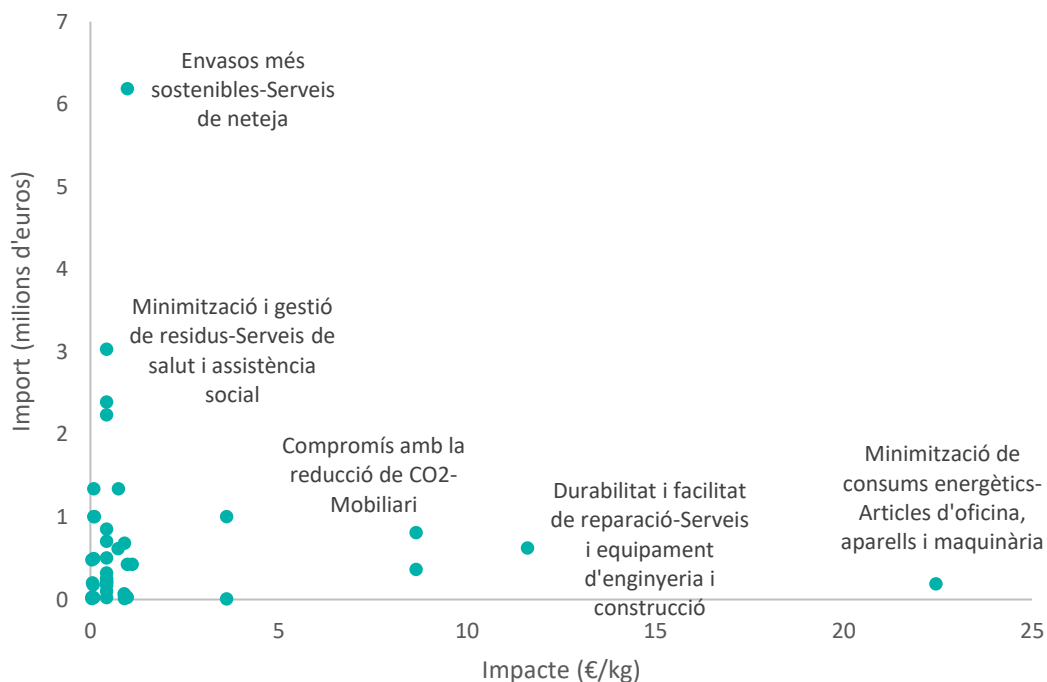 7
Envasos més
sostenibles-Serveis
de neteja
6
5
4
Minimització i gestió
de residus-Serveis de
salut i assistència
social
3
2
Compromís amb la
reducció de CO2-
Mobiliari
Durabilitat i facilitat
de reparació-Serveis
i equipament
d'enginyeria i
construcció
Minimització de
consums energètics-
Articles d'oficina,
aparells i maquinària
1
0
Import (milions d'euros)
0 5 10 15 20 25
Impacte (€/kg)